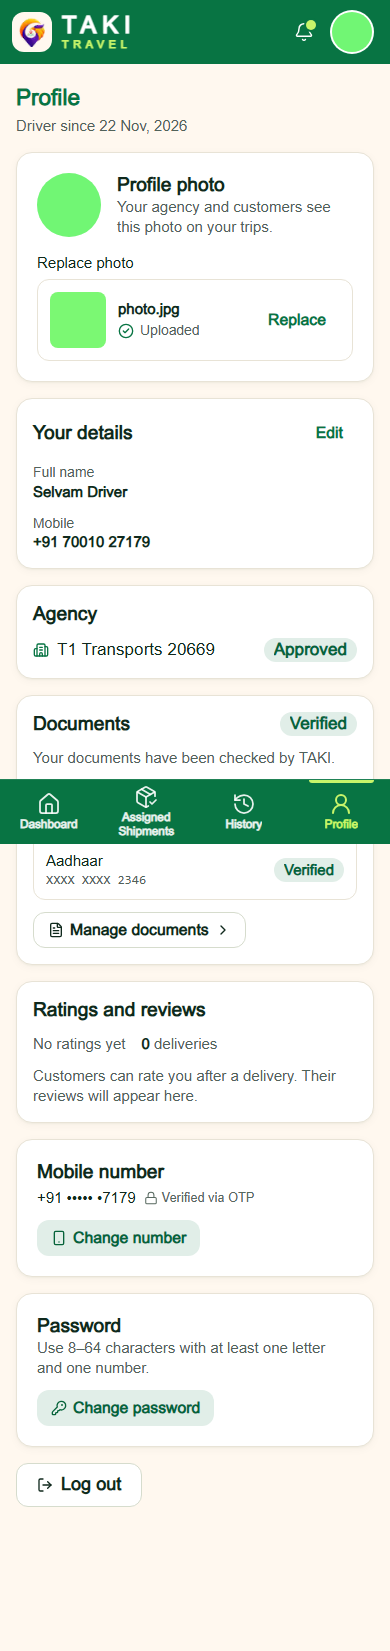 TAKI
TRAVEL
Profile
Driver since 22 Nov, 2026
Profile photo
Your agency and customers see
this photo on your trips.
Replace photo
photo.jpg
Uploaded
Replace
Your details
Edit
Full name
Selvam Driver
Mobile
+91 70010 27179
Agency
T1 Transports 20669
Approved
Documents
Verified
Your documents have been checked by TAKI.
Dashboard
Assigned
Shipments
History
Profile
Aadhaar
XXXX XXXX 2346
Verified
Manage documents
Ratings and reviews
No ratings yet 0 deliveries
Customers can rate you after a delivery. Their
reviews will appear here.
Mobile number
+91 ••••• •7179 Verified via OTP
Change number
Password
Use 8–64 characters with at least one letter
and one number.
Change password
Log out